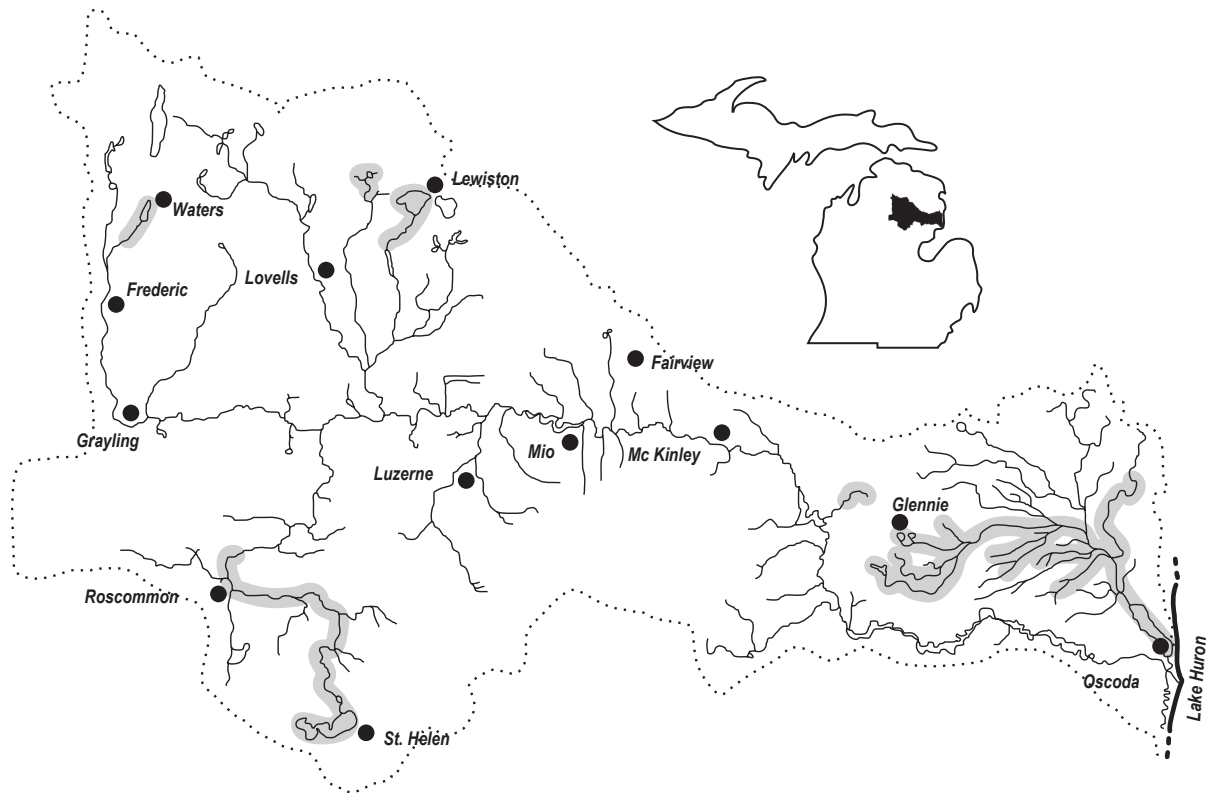 Lewiston
Waters
Lovells
Frederic
Fairview
Grayling
Mio
Mc Kinley
Luzerne
Glennie
Roscommon
Oscoda
Lake Huron
St. Helen